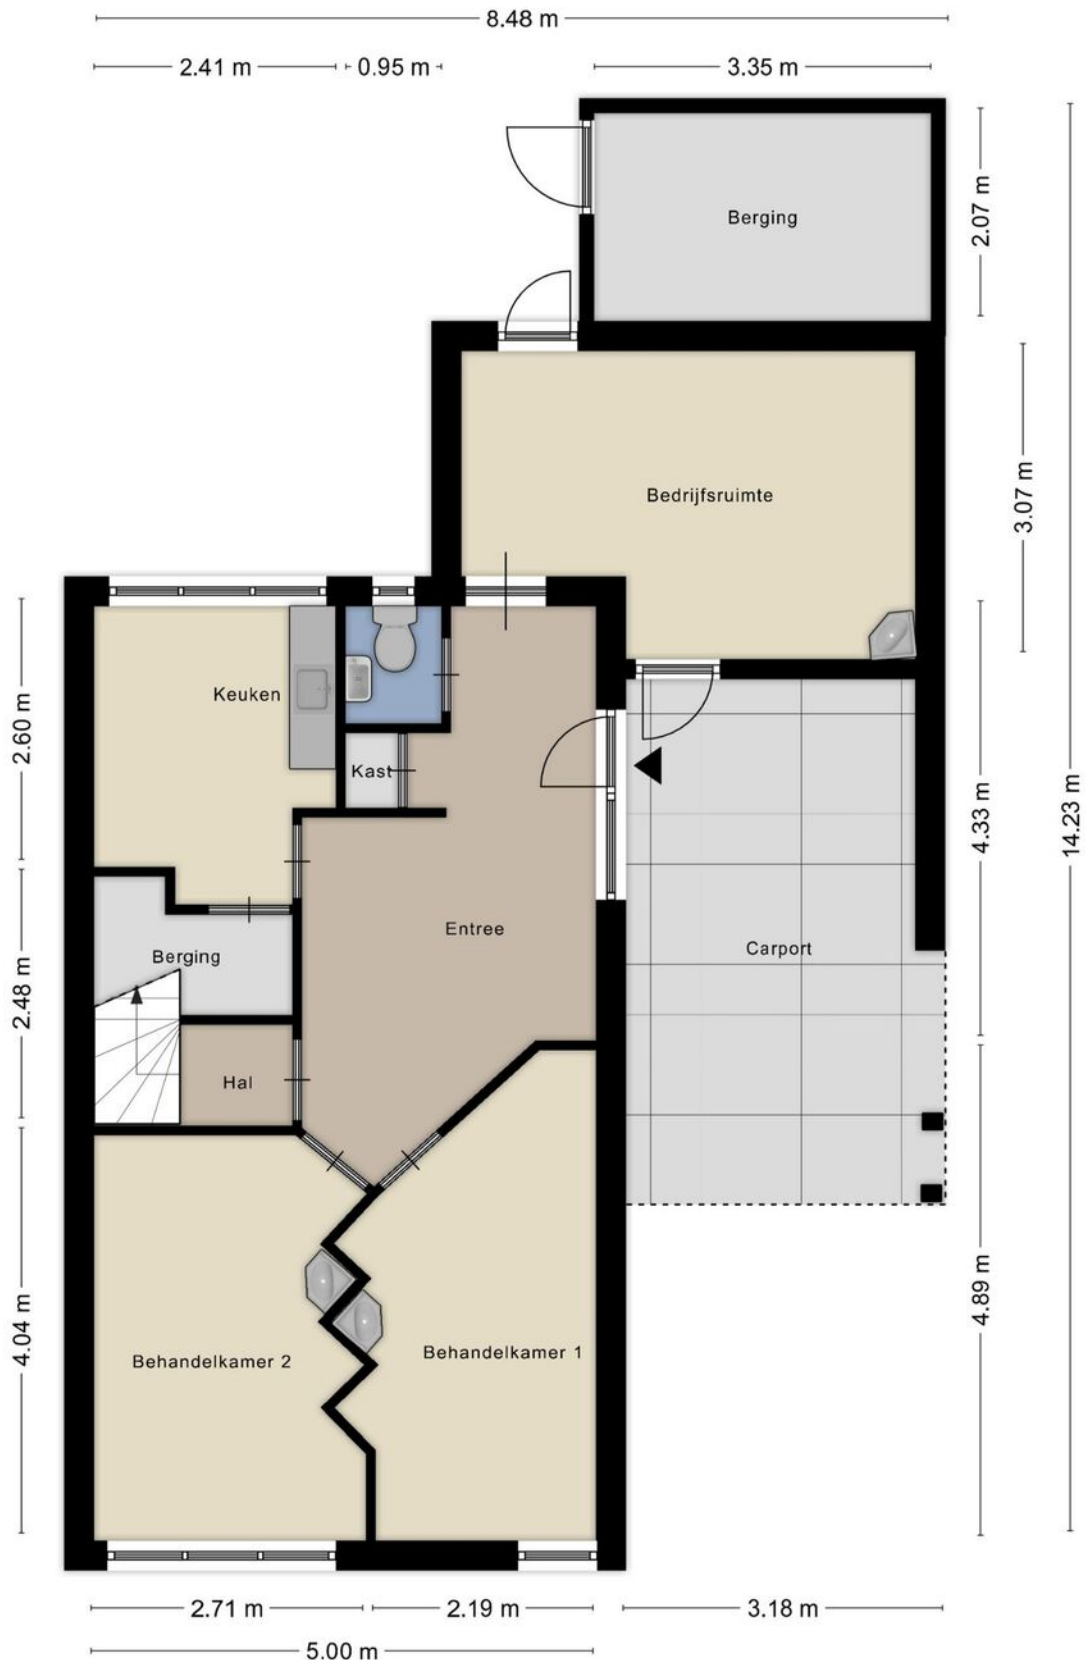 8.48 m
2.41 m
0.95 m
3.35 m
Berging
2.07 m
Bedrijfsruimte
3.07 m
14.23 m
Keuken
2.60 m
Kast
4.33 m
Entree
Carport
Berging
2.48 m
Hal
4.89 m
4.04 m
Behandelkamer 2
Behandelkamer 1
2.71 m
2.19 m
3.18 m
5.00 m